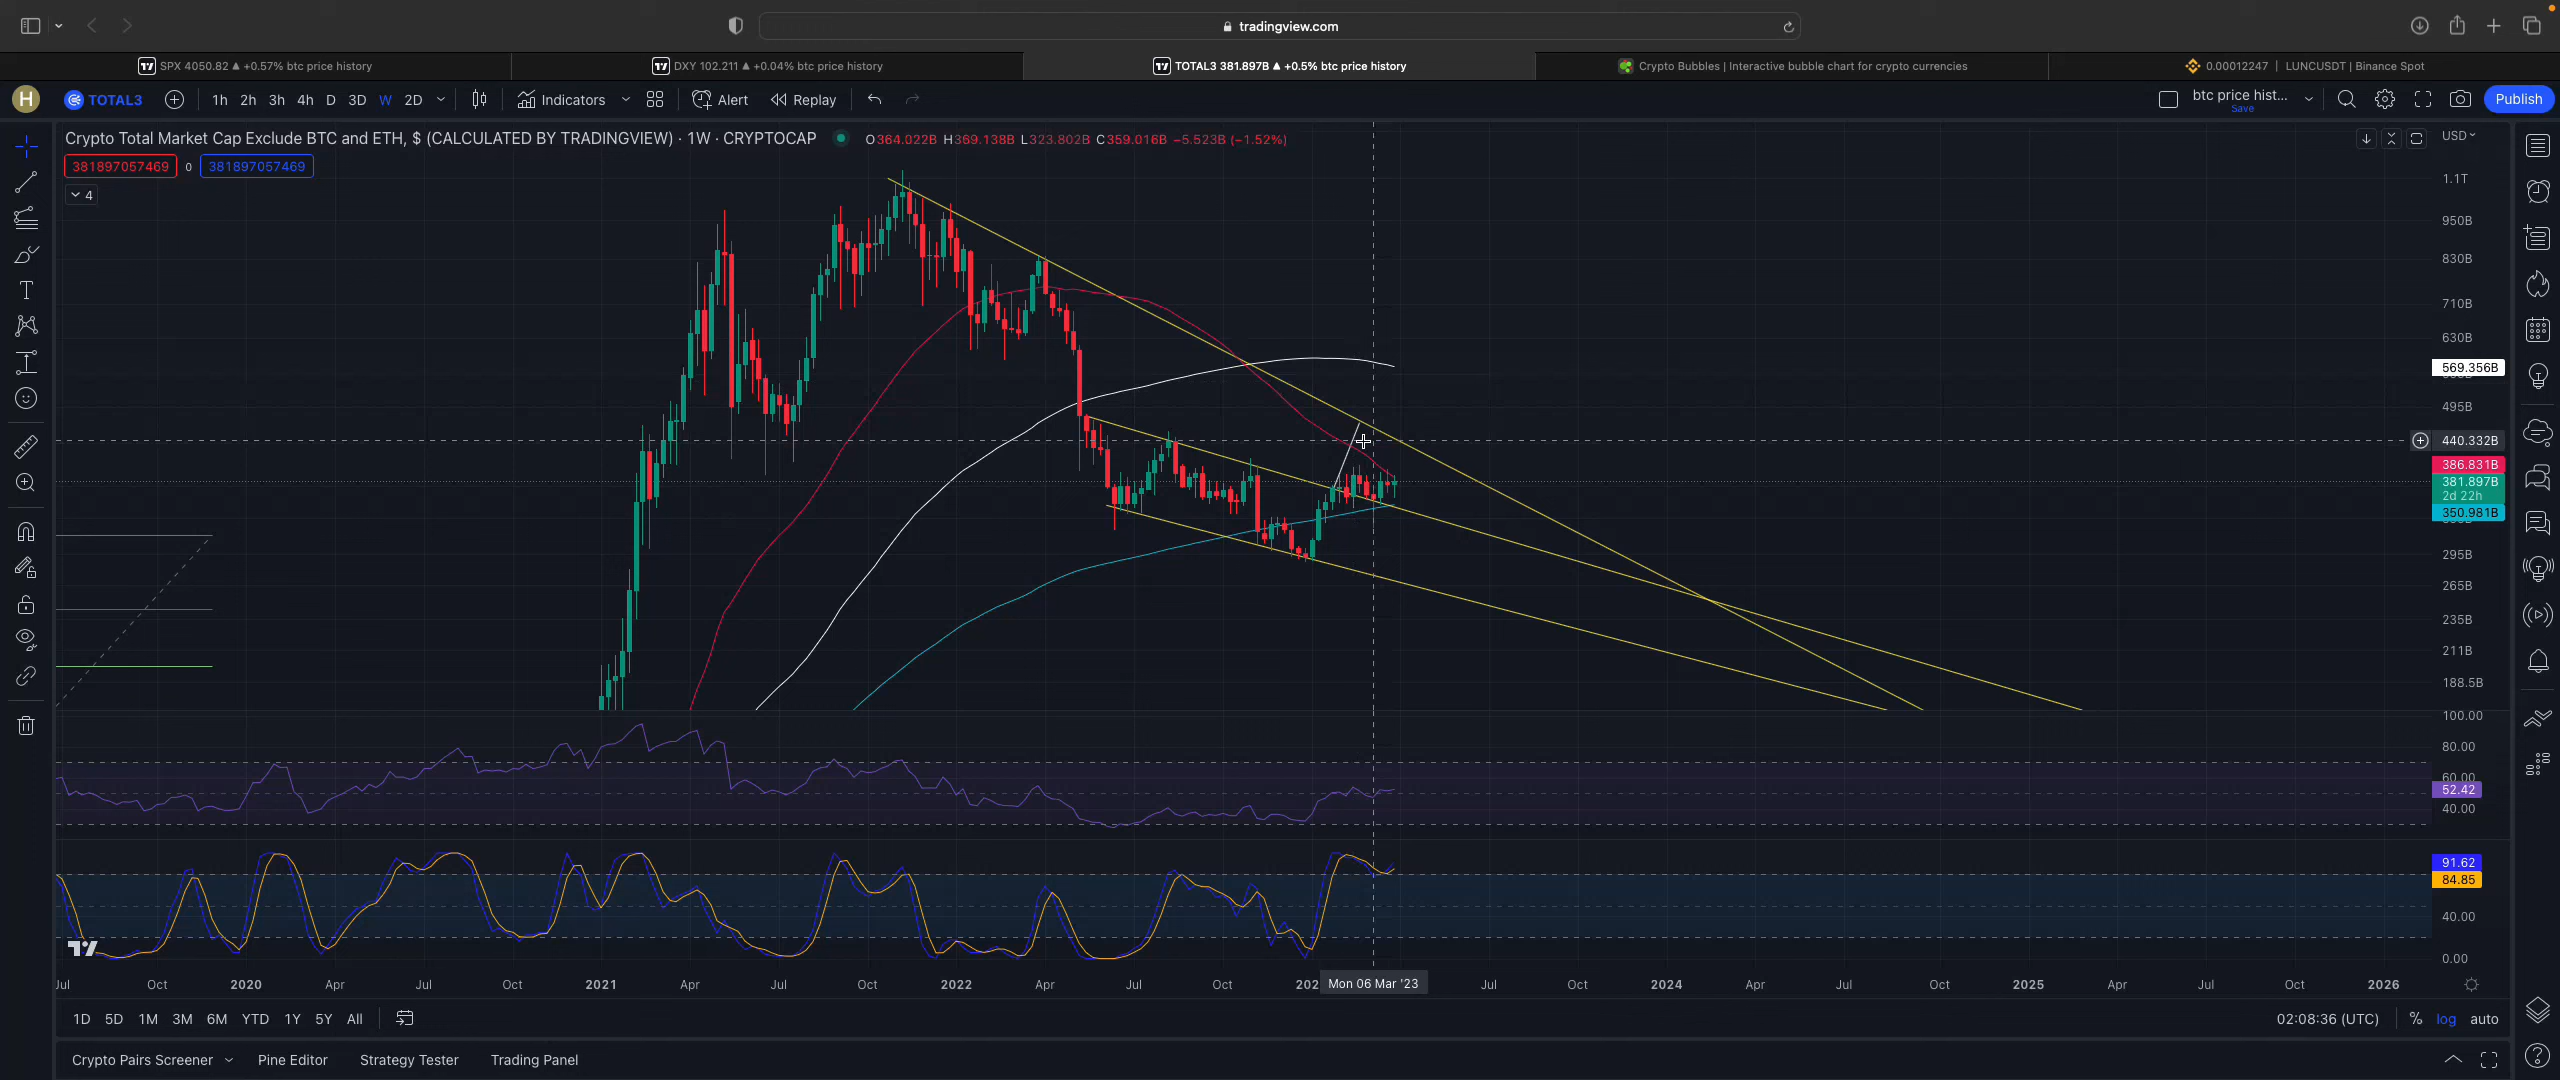 tradingview.com
SPX 4050.82 ▲ +0.57% btc price history
DXY 102.211 ▲ +0.04% btc price history
TOTAL3 381.897B ▲ +0.5% btc price history
Crypto Bubbles | Interactive bubble chart for crypto currencies
0.00012247 | LUNCUSDT | Binance Spot
H TOTAL3 1h 2h 3h 4h D 3D W 2D Indicators Alert Replay btc price hist... Save Publish
Crypto Total Market Cap Exclude BTC and ETH, $ (CALCULATED BY TRADINGVIEW) · 1W · CRYPTOCAP O364.022B H369.138B L323.802B C359.016B −5.523B (−1.52%)
USD
381897057469 0 381897057469
4
1.1T
950B
830B
710B
630B
569.356B
495B
440.332B
386.831B
381.897B
2d 22h
350.981B
295B
265B
235B
211B
188.5B
100.00
80.00
60.00
52.42
40.00
91.62
84.85
40.00
0.00
Jul Oct 2020 Apr Jul Oct 2021 Apr Jul Oct 2022 Apr Jul Oct 202 Mon 06 Mar '23 Jul Oct 2024 Apr Jul Oct 2025 Apr Jul Oct 2026
1D 5D 1M 3M 6M YTD 1Y 5Y All 02:08:36 (UTC) % log auto
Crypto Pairs Screener Pine Editor Strategy Tester Trading Panel